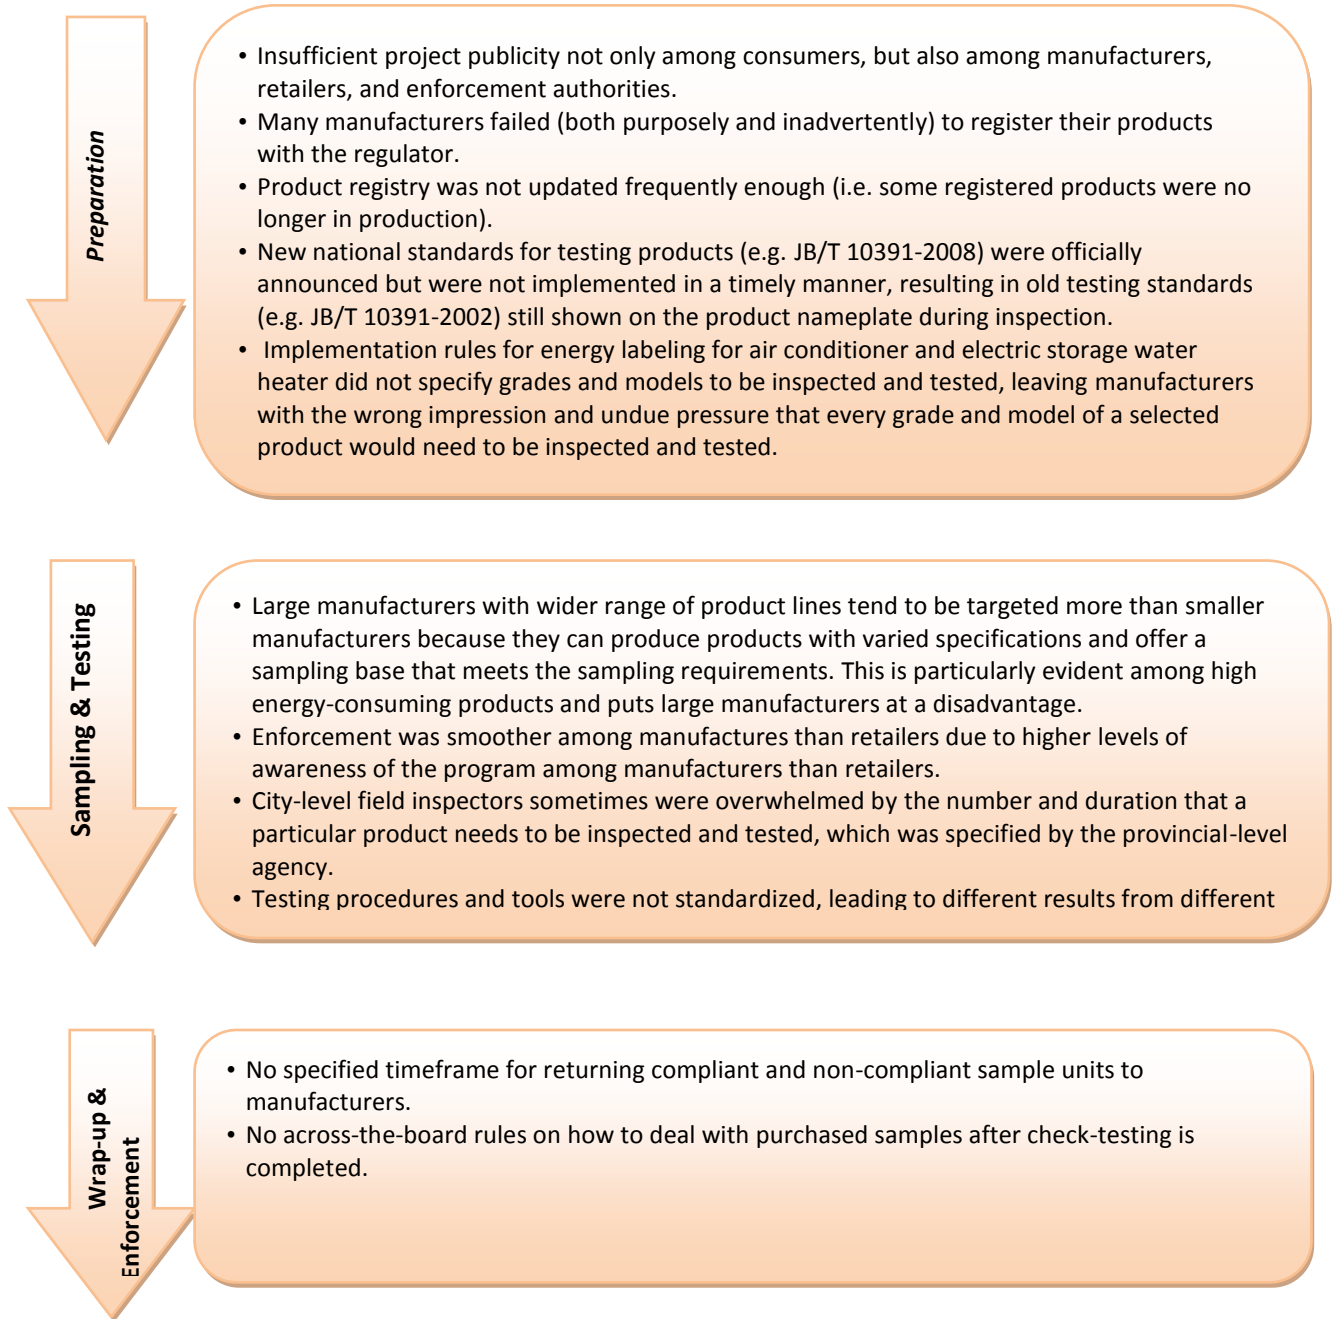 Preparation
• Insufficient project publicity not only among consumers, but also among manufacturers,
retailers, and enforcement authorities.
• Many manufacturers failed (both purposely and inadvertently) to register their products
with the regulator.
• Product registry was not updated frequently enough (i.e. some registered products were no
longer in production).
• New national standards for testing products (e.g. JB/T 10391-2008) were officially
announced but were not implemented in a timely manner, resulting in old testing standards
(e.g. JB/T 10391-2002) still shown on the product nameplate during inspection.
• Implementation rules for energy labeling for air conditioner and electric storage water
heater did not specify grades and models to be inspected and tested, leaving manufacturers
with the wrong impression and undue pressure that every grade and model of a selected
product would need to be inspected and tested.
Sampling & Testing
• Large manufacturers with wider range of product lines tend to be targeted more than smaller
manufacturers because they can produce products with varied specifications and offer a
sampling base that meets the sampling requirements. This is particularly evident among high
energy-consuming products and puts large manufacturers at a disadvantage.
• Enforcement was smoother among manufactures than retailers due to higher levels of
awareness of the program among manufacturers than retailers.
• City-level field inspectors sometimes were overwhelmed by the number and duration that a
particular product needs to be inspected and tested, which was specified by the provincial-level
agency.
• Testing procedures and tools were not standardized, leading to different results from different
Wrap-up &
Enforcement
• No specified timeframe for returning compliant and non-compliant sample units to
manufacturers.
• No across-the-board rules on how to deal with purchased samples after check-testing is
completed.